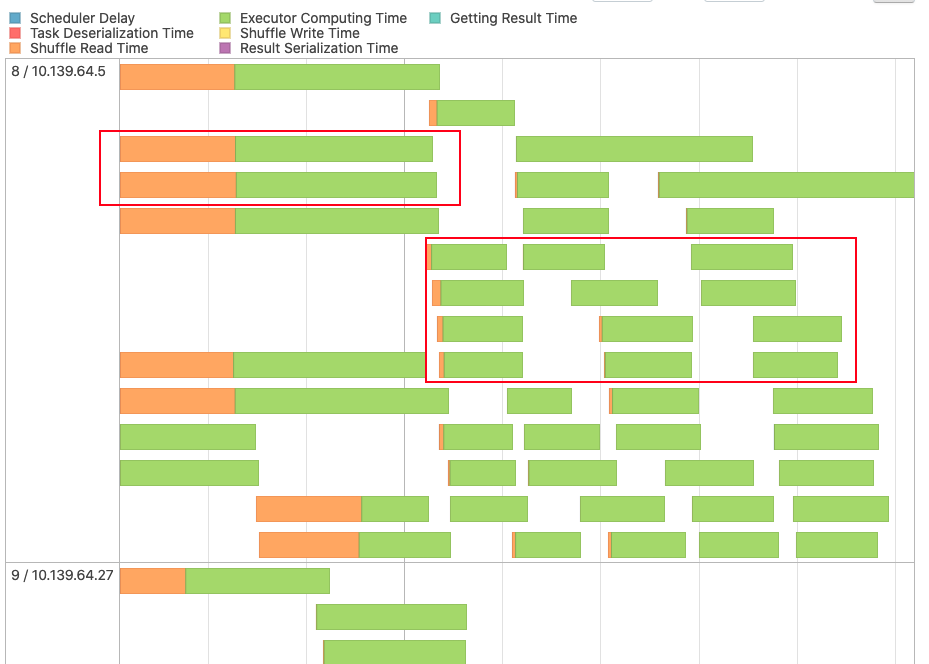 Scheduler Delay
Executor Computing Time
Getting Result Time
Task Deserialization Time
Shuffle Write Time
Shuffle Read Time
Result Serialization Time
8 / 10.139.64.5
9 / 10.139.64.27